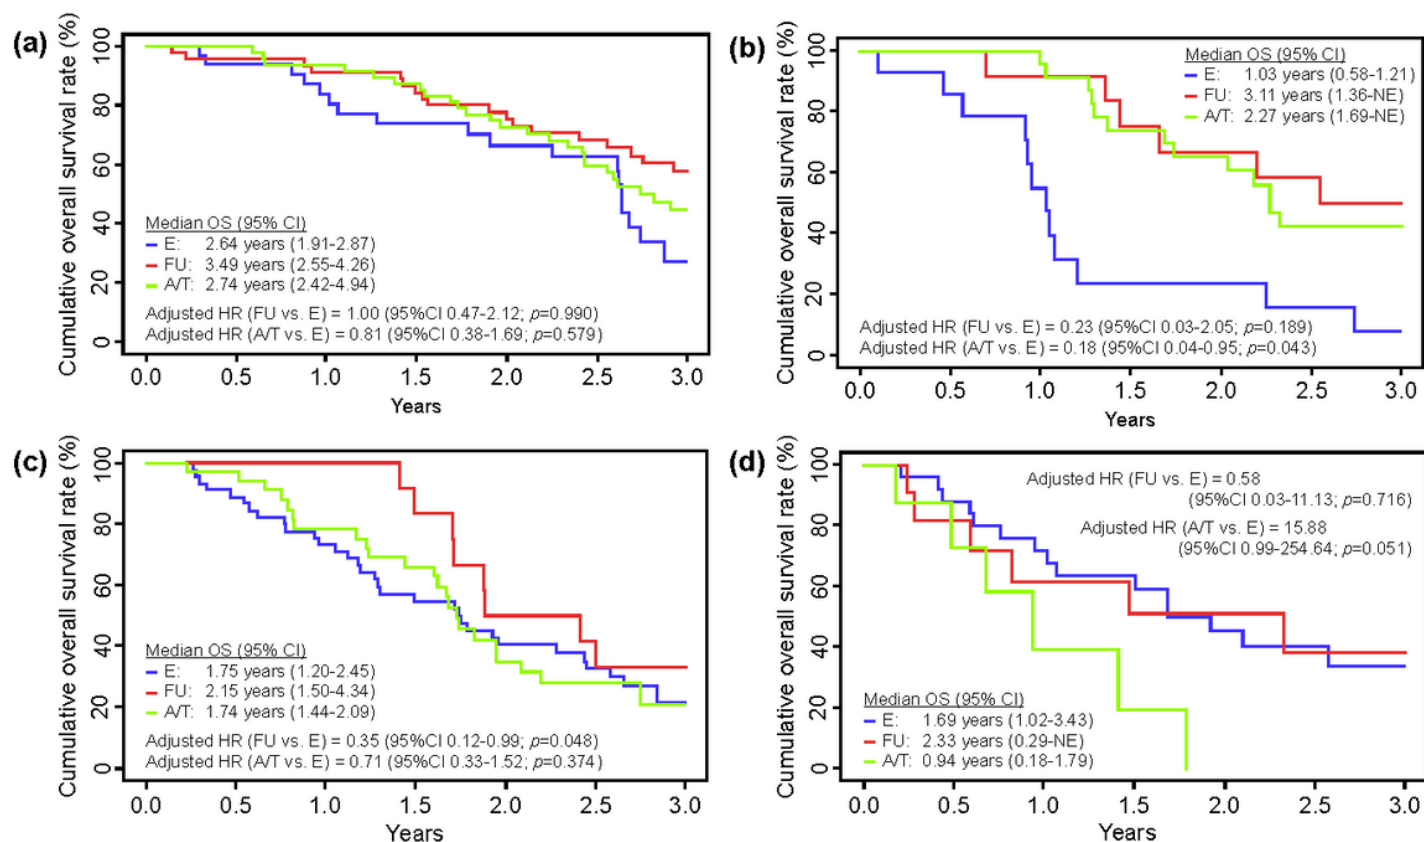 (a)
Cumulative overall survival rate (%)
100
80
60
40
20
0
Median OS (95% CI)
E: 2.64 years (1.91-2.87)
FU: 3.49 years (2.55-4.26)
A/T: 2.74 years (2.42-4.94)
Adjusted HR (FU vs. E) = 1.00 (95%CI 0.47-2.12; p=0.990)
Adjusted HR (A/T vs. E) = 0.81 (95%CI 0.38-1.69; p=0.579)
0.0 0.5 1.0 1.5 2.0 2.5 3.0
Years
(b)
Cumulative overall survival rate (%)
100
80
60
40
20
0
Median OS (95% CI)
E: 1.03 years (0.58-1.21)
FU: 3.11 years (1.36-NE)
A/T: 2.27 years (1.69-NE)
Adjusted HR (FU vs. E) = 0.23 (95%CI 0.03-2.05; p=0.189)
Adjusted HR (A/T vs. E) = 0.18 (95%CI 0.04-0.95; p=0.043)
0.0 0.5 1.0 1.5 2.0 2.5 3.0
Years
(c)
Cumulative overall survival rate (%)
100
80
60
40
20
0
Median OS (95% CI)
E: 1.75 years (1.20-2.45)
FU: 2.15 years (1.50-4.34)
A/T: 1.74 years (1.44-2.09)
Adjusted HR (FU vs. E) = 0.35 (95%CI 0.12-0.99; p=0.048)
Adjusted HR (A/T vs. E) = 0.71 (95%CI 0.33-1.52; p=0.374)
0.0 0.5 1.0 1.5 2.0 2.5 3.0
Years
(d)
Cumulative overall survival rate (%)
100
80
60
40
20
0
Adjusted HR (FU vs. E) = 0.58
(95%CI 0.03-11.13; p=0.716)
Adjusted HR (A/T vs. E) = 15.88
(95%CI 0.99-254.64; p=0.051)
Median OS (95% CI)
E: 1.69 years (1.02-3.43)
FU: 2.33 years (0.29-NE)
A/T: 0.94 years (0.18-1.79)
0.0 0.5 1.0 1.5 2.0 2.5 3.0
Years